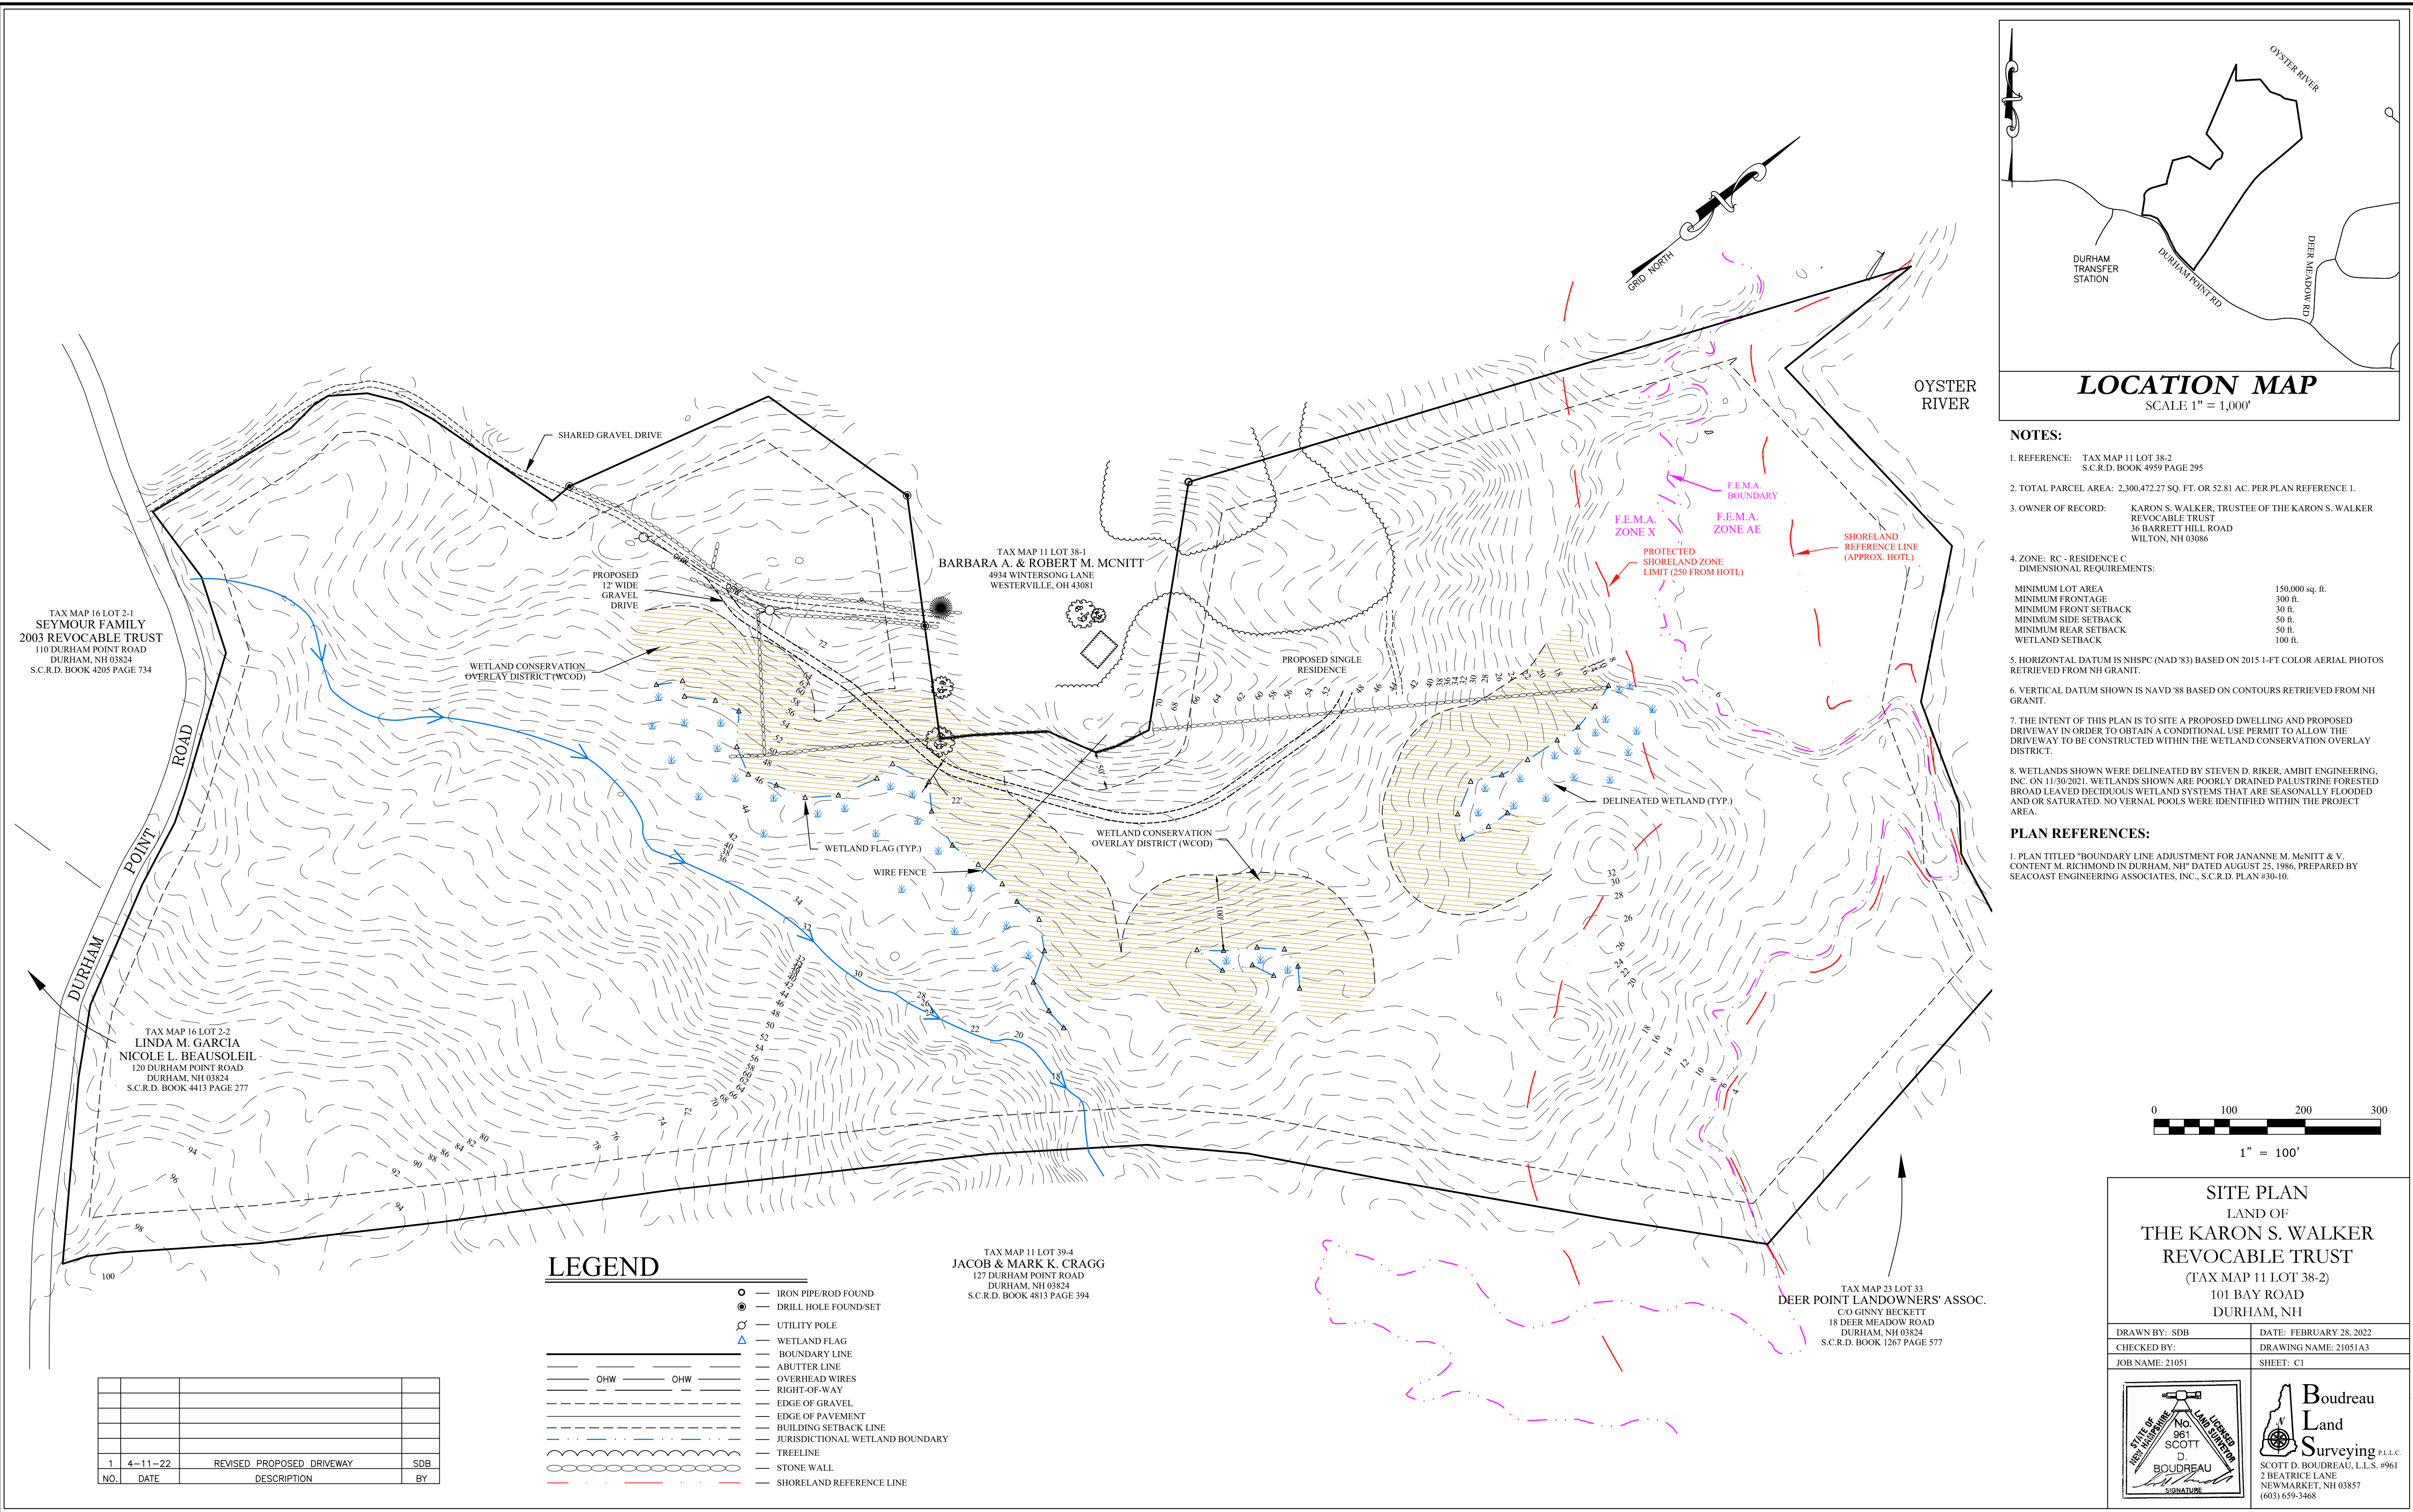 OYSTER RIVER
DURHAM
TRANSFER
STATION
DURHAM POINT RD
DEER MEADOW RD
LOCATION MAP
SCALE 1" = 1,000'
GRID NORTH
OYSTER
RIVER
NOTES:
1. REFERENCE: TAX MAP 11 LOT 38-2
S.C.R.D. BOOK 4959 PAGE 295
2. TOTAL PARCEL AREA: 2,300,472.27 SQ. FT. OR 52.81 AC. PER PLAN REFERENCE 1.
3. OWNER OF RECORD: KARON S. WALKER, TRUSTEE OF THE KARON S. WALKER
REVOCABLE TRUST
36 BARRETT HILL ROAD
WILTON, NH 03086
4. ZONE: RC - RESIDENCE C
DIMENSIONAL REQUIREMENTS:
MINIMUM LOT AREA 150,000 sq. ft.
MINIMUM FRONTAGE 300 ft.
MINIMUM FRONT SETBACK 30 ft.
MINIMUM SIDE SETBACK 50 ft.
MINIMUM REAR SETBACK 50 ft.
WETLAND SETBACK 100 ft.
5. HORIZONTAL DATUM IS NHSPC (NAD '83) BASED ON 2015 1-FT COLOR AERIAL PHOTOS
RETRIEVED FROM NH GRANIT.
6. VERTICAL DATUM SHOWN IS NAVD '88 BASED ON CONTOURS RETRIEVED FROM NH
GRANIT.
7. THE INTENT OF THIS PLAN IS TO SITE A PROPOSED DWELLING AND PROPOSED
DRIVEWAY IN ORDER TO OBTAIN A CONDITIONAL USE PERMIT TO ALLOW THE
DRIVEWAY TO BE CONSTRUCTED WITHIN THE WETLAND CONSERVATION OVERLAY
DISTRICT.
8. WETLANDS SHOWN WERE DELINEATED BY STEVEN D. RIKER, AMBIT ENGINEERING,
INC. ON 11/30/2021. WETLANDS SHOWN ARE POORLY DRAINED PALUSTRINE FORESTED
BROAD LEAVED DECIDUOUS WETLAND SYSTEMS THAT ARE SEASONALLY FLOODED
AND OR SATURATED. NO VERNAL POOLS WERE IDENTIFIED WITHIN THE PROJECT
AREA.
PLAN REFERENCES:
1. PLAN TITLED "BOUNDARY LINE ADJUSTMENT FOR JANANNE M. McNITT & V.
CONTENT M. RICHMOND IN DURHAM, NH" DATED AUGUST 25, 1986, PREPARED BY
SEACOAST ENGINEERING ASSOCIATES, INC., S.C.R.D. PLAN #30-10.
SHARED GRAVEL DRIVE
PROPOSED
12' WIDE
GRAVEL
DRIVE
OHW
OHW
TAX MAP 11 LOT 38-1
BARBARA A. & ROBERT M. MCNITT
4934 WINTERSONG LANE
WESTERVILLE, OH 43081
F.E.M.A.
BOUNDARY
F.E.M.A.
ZONE X
F.E.M.A.
ZONE AE
PROTECTED
SHORELAND ZONE
LIMIT (250 FROM HOTL)
SHORELAND
REFERENCE LINE
(APPROX. HOTL)
TAX MAP 16 LOT 2-1
SEYMOUR FAMILY
2003 REVOCABLE TRUST
110 DURHAM POINT ROAD
DURHAM, NH 03824
S.C.R.D. BOOK 4205 PAGE 734
WETLAND CONSERVATION
OVERLAY DISTRICT (WCOD)
PROPOSED SINGLE
RESIDENCE
DURHAM POINT ROAD
DELINEATED WETLAND (TYP.)
WETLAND FLAG (TYP.)
WIRE FENCE
WETLAND CONSERVATION
OVERLAY DISTRICT (WCOD)
50'
22'
100'
TAX MAP 16 LOT 2-2
LINDA M. GARCIA
NICOLE L. BEAUSOLEIL
120 DURHAM POINT ROAD
DURHAM, NH 03824
S.C.R.D. BOOK 4413 PAGE 277
TAX MAP 11 LOT 39-4
JACOB & MARK K. CRAGG
127 DURHAM POINT ROAD
DURHAM, NH 03824
S.C.R.D. BOOK 4813 PAGE 394
TAX MAP 23 LOT 33
DEER POINT LANDOWNERS' ASSOC.
C/O GINNY BECKETT
18 DEER MEADOW ROAD
DURHAM, NH 03824
S.C.R.D. BOOK 1267 PAGE 577
LEGEND
IRON PIPE/ROD FOUND
DRILL HOLE FOUND/SET
UTILITY POLE
WETLAND FLAG
BOUNDARY LINE
ABUTTER LINE
OHW OHW OVERHEAD WIRES
RIGHT-OF-WAY
EDGE OF GRAVEL
EDGE OF PAVEMENT
BUILDING SETBACK LINE
JURISDICTIONAL WETLAND BOUNDARY
TREELINE
STONE WALL
SHORELAND REFERENCE LINE
1 4-11-22 REVISED PROPOSED DRIVEWAY SDB
NO. DATE DESCRIPTION BY
0 100 200 300
1" = 100'
SITE PLAN
LAND OF
THE KARON S. WALKER
REVOCABLE TRUST
(TAX MAP 11 LOT 38-2)
101 BAY ROAD
DURHAM, NH
DRAWN BY: SDB DATE: FEBRUARY 28, 2022
CHECKED BY: DRAWING NAME: 21051A3
JOB NAME: 21051 SHEET: C1
STATE OF NEW HAMPSHIRE
LICENSED LAND SURVEYOR
No.
961
SCOTT
D.
BOUDREAU
SIGNATURE
N
Boudreau
Land
Surveying P.L.L.C.
SCOTT D. BOUDREAU, L.L.S. #961
2 BEATRICE LANE
NEWMARKET, NH 03857
(603) 659-3468